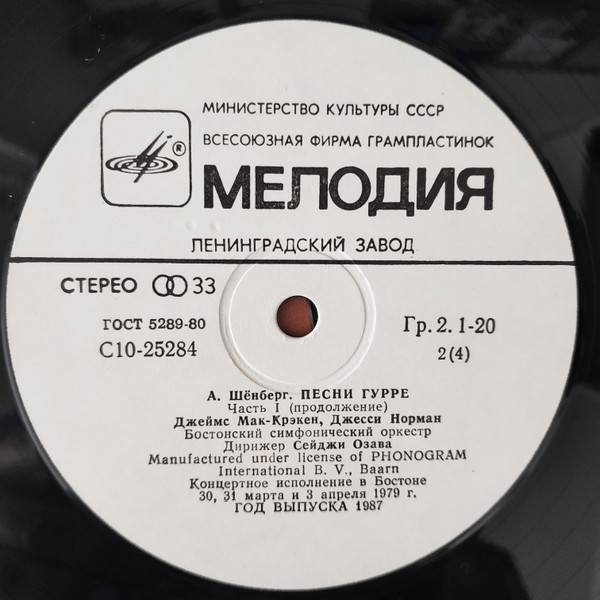 МИНИСТЕРСТВО КУЛЬТУРЫ СССР
ВСЕСОЮЗНАЯ ФИРМА ГРАМПЛАСТИНОК
®
МЕЛОДИЯ
ЛЕНИНГРАДСКИЙ ЗАВОД
СТЕРЕО 33
ГОСТ 5289-80
Гр. 2. 1-20
С10-25284
2(4)
А. Шёнберг. ПЕСНИ ГУРРЕ
Часть I (продолжение)
Джеймс Мак-Крэкен, Джесси Норман
Бостонский симфонический оркестр
Дирижер Сейджи Озава
Manufactured under license of PHONOGRAM
International B. V., Baarn
Концертное исполнение в Бостоне
30, 31 марта и 3 апреля 1979 г.
ГОД ВЫПУСКА 1987